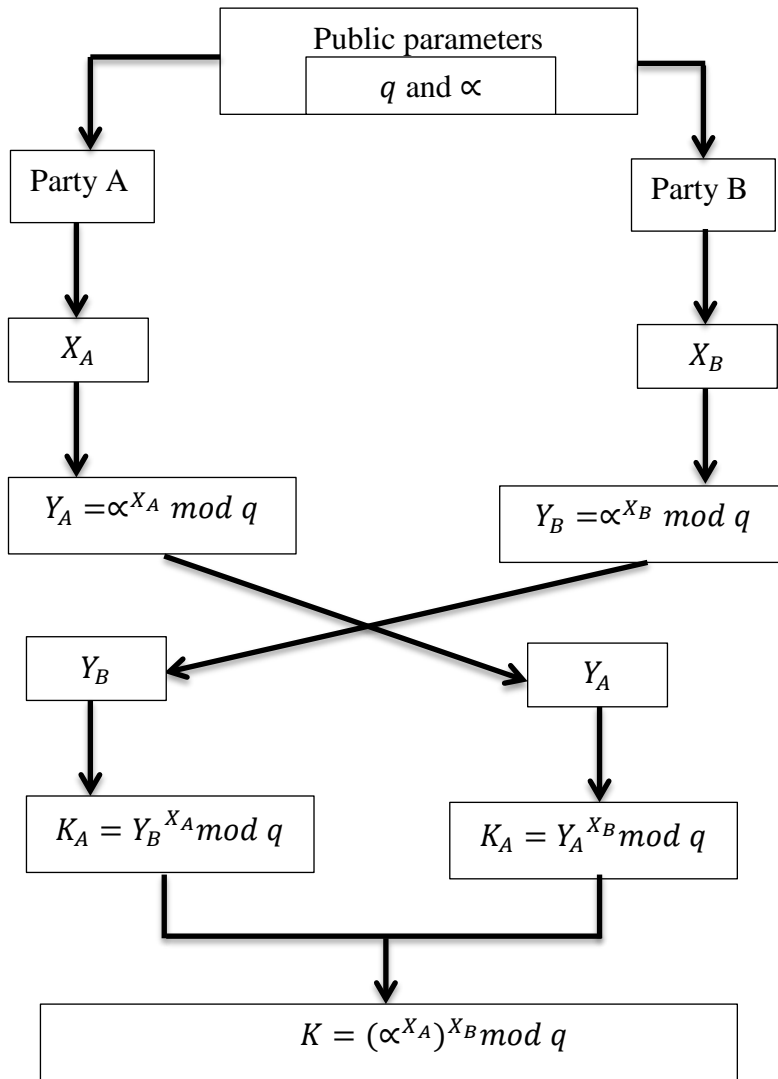 Public parameters
q and ∝
Party A
Party B
X_A
X_B
Y_A =∝^{X_A} mod q
Y_B =∝^{X_B} mod q
Y_B
Y_A
K_A = Y_B^{X_A} mod q
K_A = Y_A^{X_B} mod q
K = (∝^{X_A})^{X_B} mod q